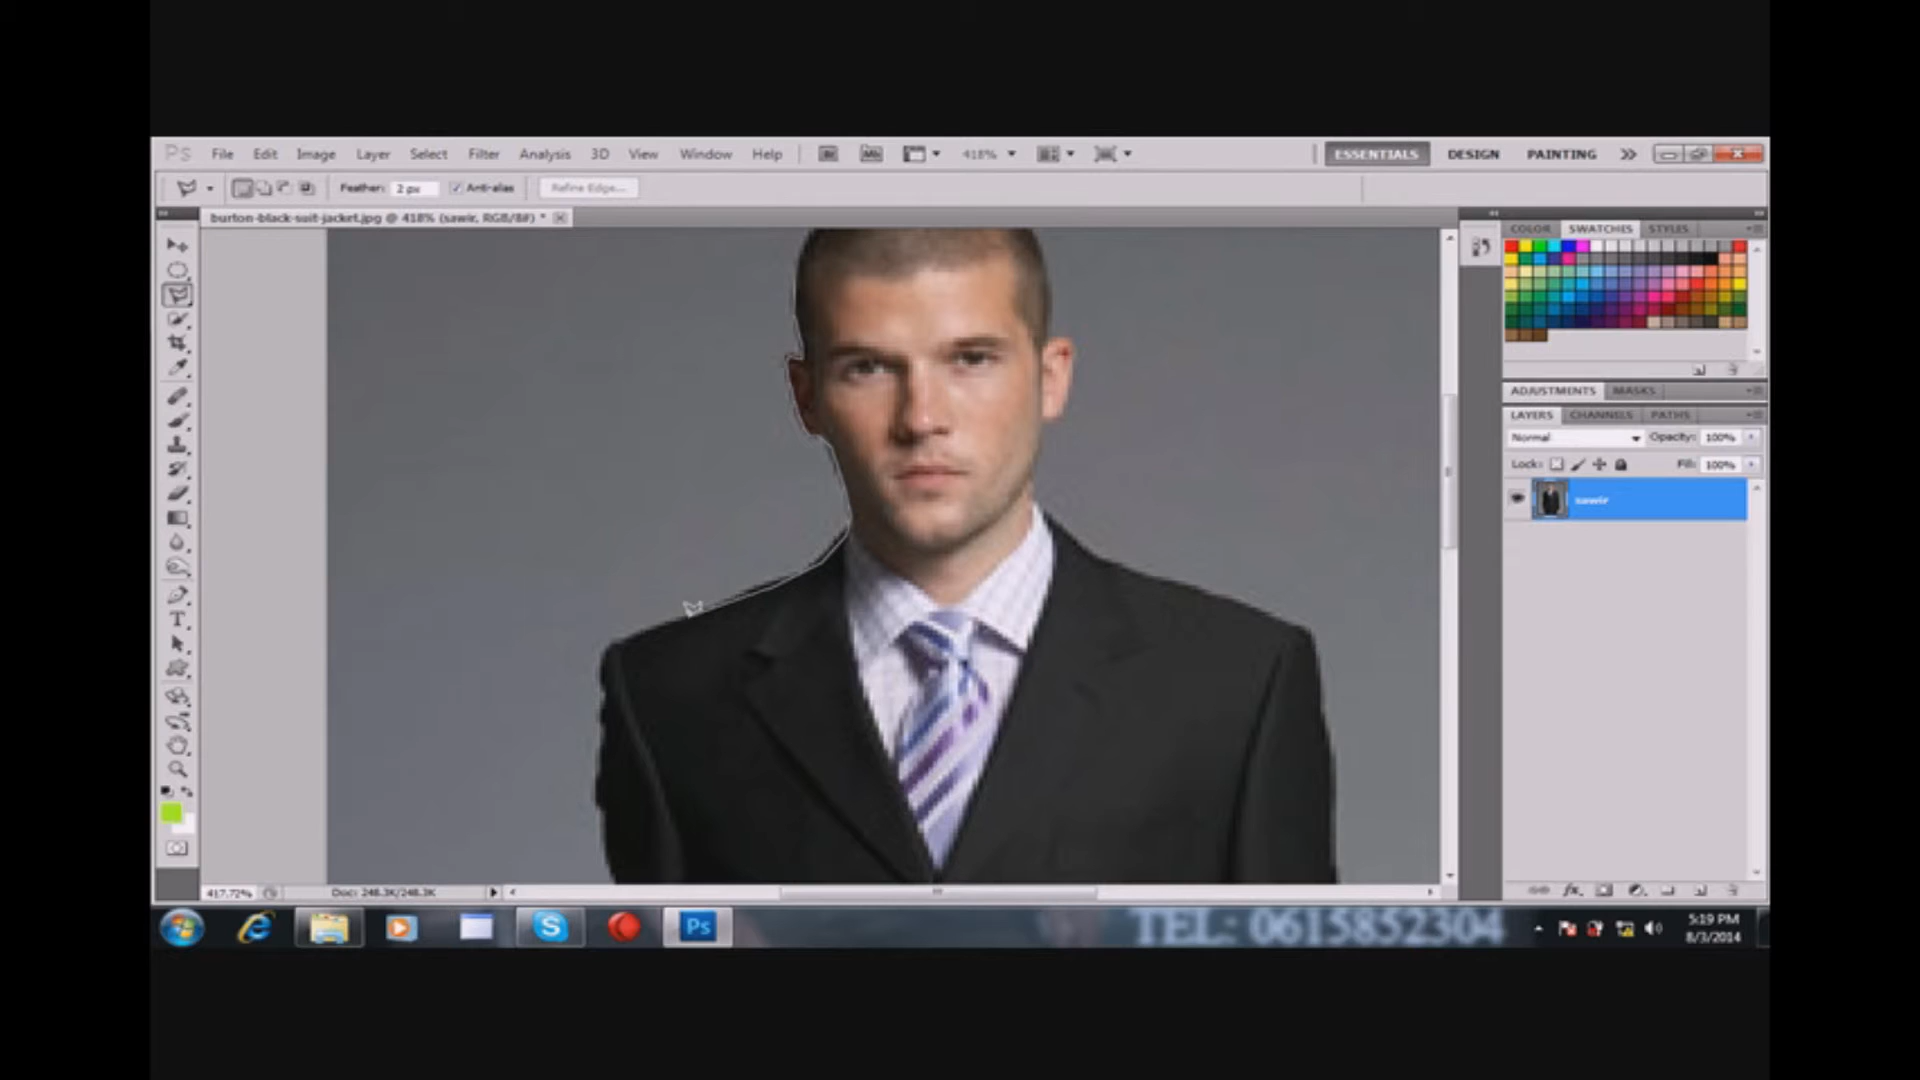 Ps File Edit Image Layer Select Filter Analysis 3D View Window Help Br Mb 418% ESSENTIALS DESIGN PAINTING
Feather: 2 px Anti-alias Refine Edge...
burton-black-suit-jacket.jpg @ 418% (sawir, RGB/8#) *
COLOR SWATCHES STYLES
ADJUSTMENTS MASKS
LAYERS CHANNELS PATHS
Normal Opacity: 100%
Lock: Fill: 100%
sawir
417.72% Doc: 248.3K/248.3K
Ps TEL: 0615852304 5:19 PM
8/3/2014